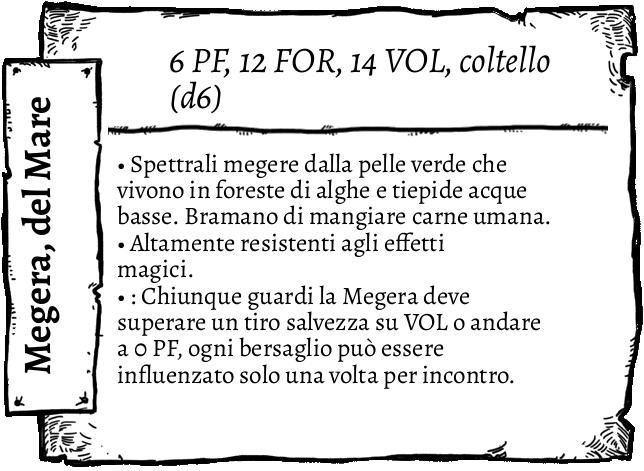 Megera, del Mare
6 PF, 12 FOR, 14 VOL, coltello
(d6)
• Spettrali megere dalla pelle verde che
vivono in foreste di alghe e tiepide acque
basse. Bramano di mangiare carne umana.
• Altamente resistenti agli effetti
magici.
• : Chiunque guardi la Megera deve
superare un tiro salvezza su VOL o andare
a 0 PF, ogni bersaglio può essere
influenzato solo una volta per incontro.